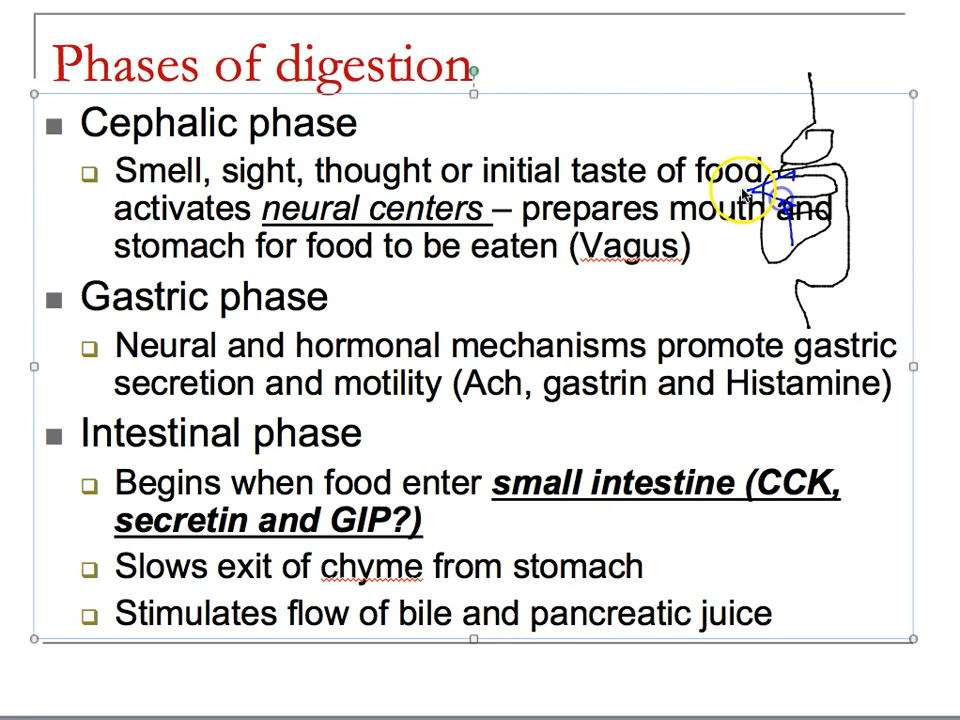 Phases of digestion
Cephalic phase
Smell, sight, thought or initial taste of food
activates neural centers – prepares mouth and
stomach for food to be eaten (Vagus)
Gastric phase
Neural and hormonal mechanisms promote gastric
secretion and motility (Ach, gastrin and Histamine)
Intestinal phase
Begins when food enter small intestine (CCK,
secretin and GIP?)
Slows exit of chyme from stomach
Stimulates flow of bile and pancreatic juice